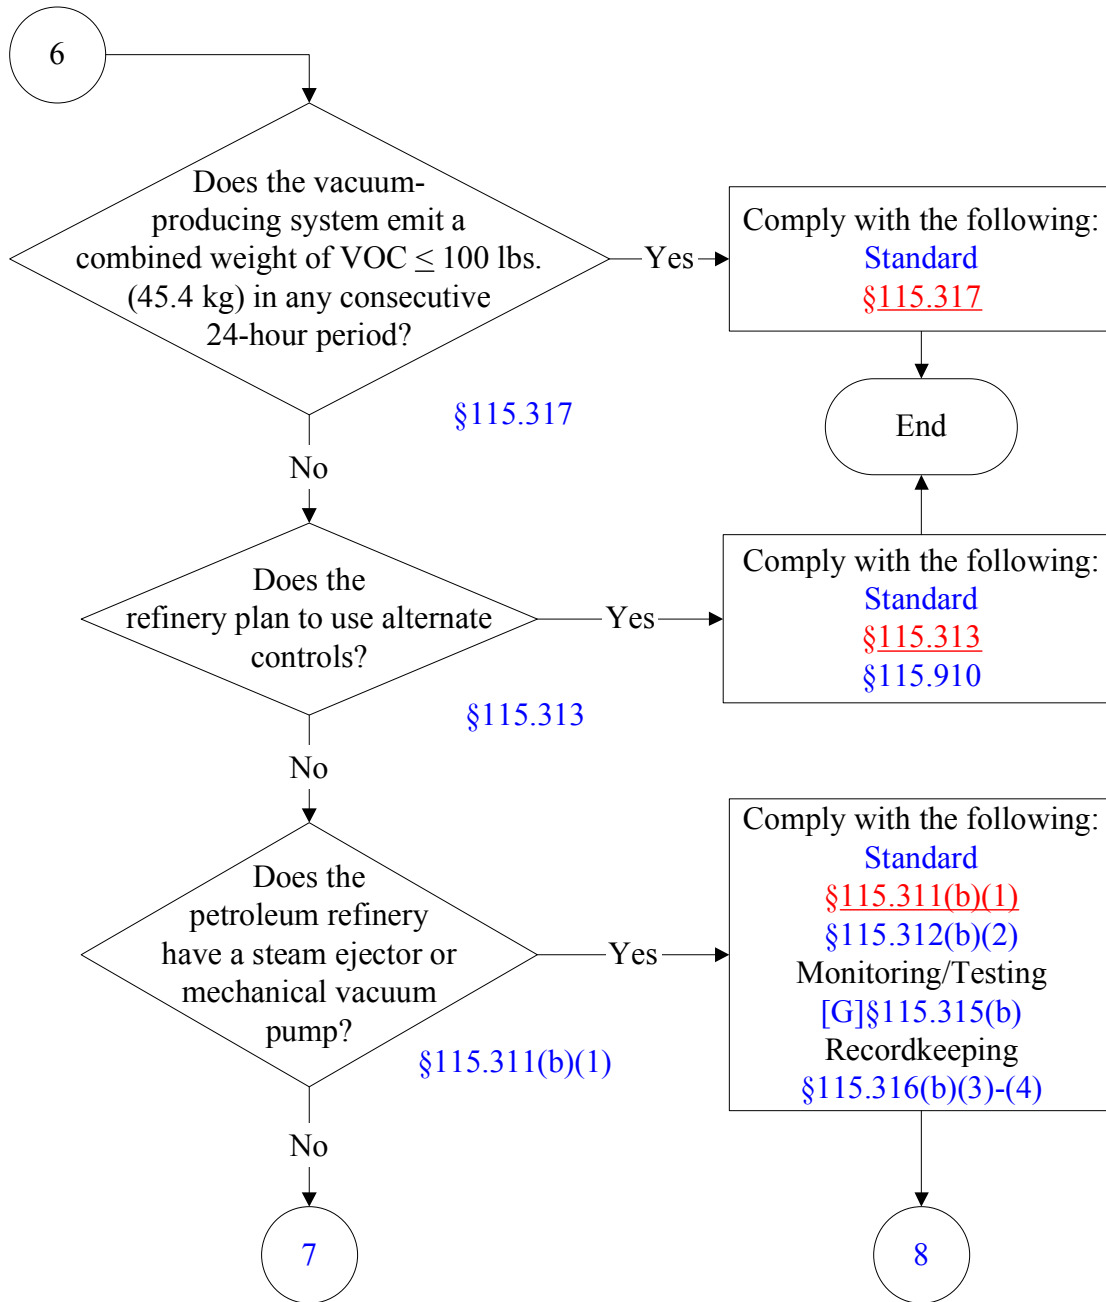 6
Does the vacuum-
producing system emit a
combined weight of VOC ≤ 100 lbs.
(45.4 kg) in any consecutive
24-hour period?
Yes
Comply with the following:
Standard
§115.317
§115.317
End
No
Does the
refinery plan to use alternate
controls?
Yes
Comply with the following:
Standard
§115.313
§115.910
§115.313
No
Does the
petroleum refinery
have a steam ejector or
mechanical vacuum
pump?
Yes
Comply with the following:
Standard
§115.311(b)(1)
§115.312(b)(2)
Monitoring/Testing
[G]§115.315(b)
Recordkeeping
§115.316(b)(3)-(4)
§115.311(b)(1)
No
7
8